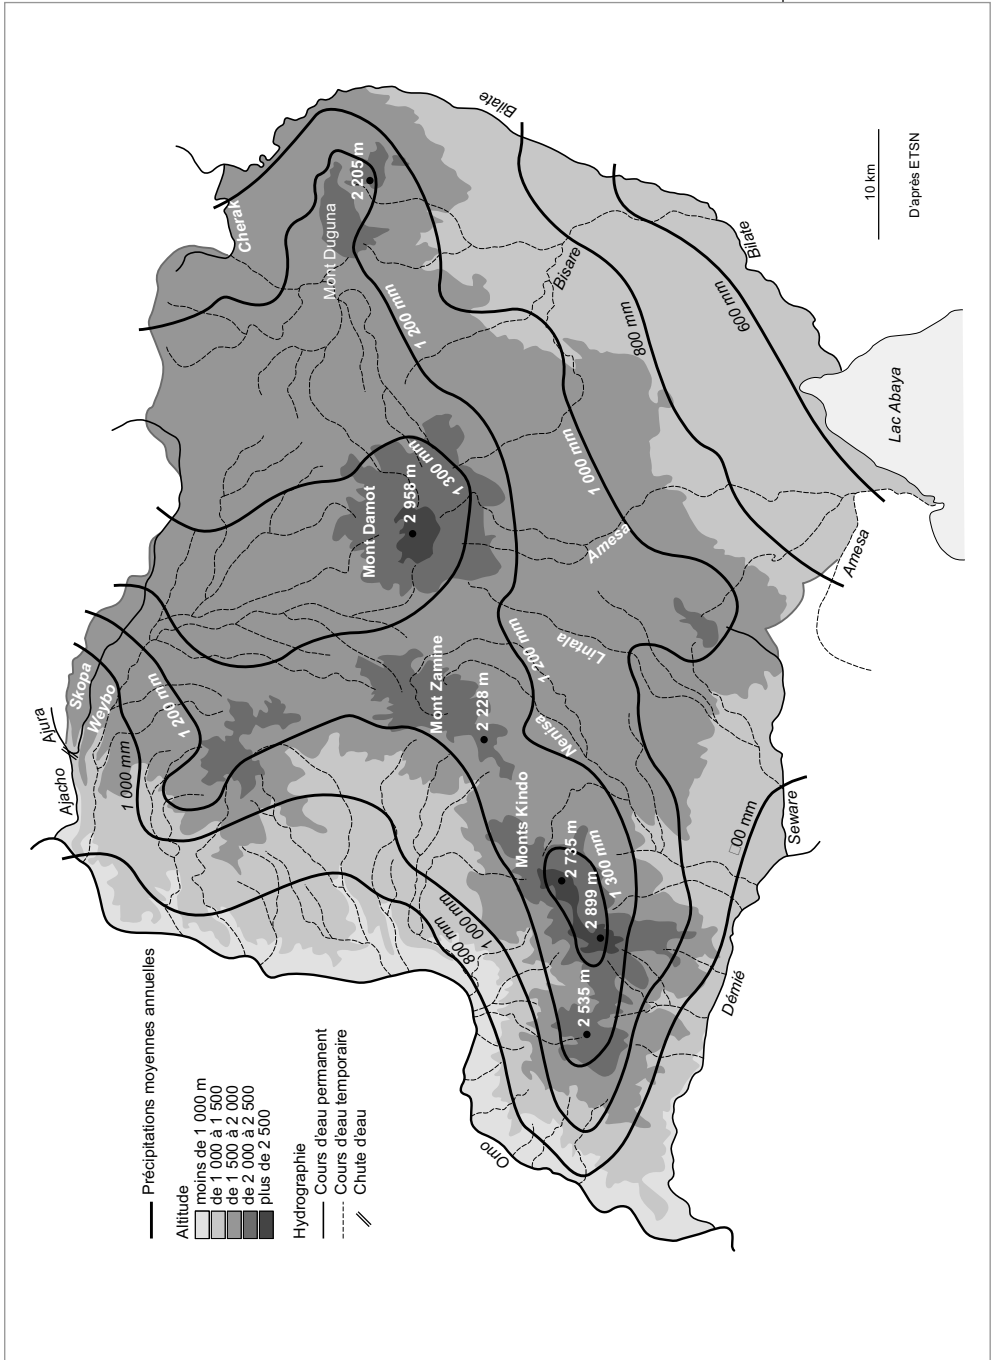 Bilate
Cherak
Mont Duguna
2 205 m
1 200 mm
Bisare
800 mm
600 mm
Bilate
10 km
D'après ETSN
Lac Abaya
Mont Damot
2 958 m
1 300 mm
1 000 mm
Amesa
Amesa
Ajura
Ajacho
Skopa
Weybo
1 200 mm
1 000 mm
Mont Zamine
2 228 m
1 200 mm
Lintala
Nenisa
Monts Kindo
2 735 m
2 899 m
1 300 mm
2 535 m
800 mm
1 000 mm
00 mm
Seware
Démié
Omo
Précipitations moyennes annuelles
Altitude
moins de 1 000 m
de 1 000 à 1 500
de 1 500 à 2 000
de 2 000 à 2 500
plus de 2 500
Hydrographie
Cours d'eau permanent
Cours d'eau temporaire
Chute d'eau